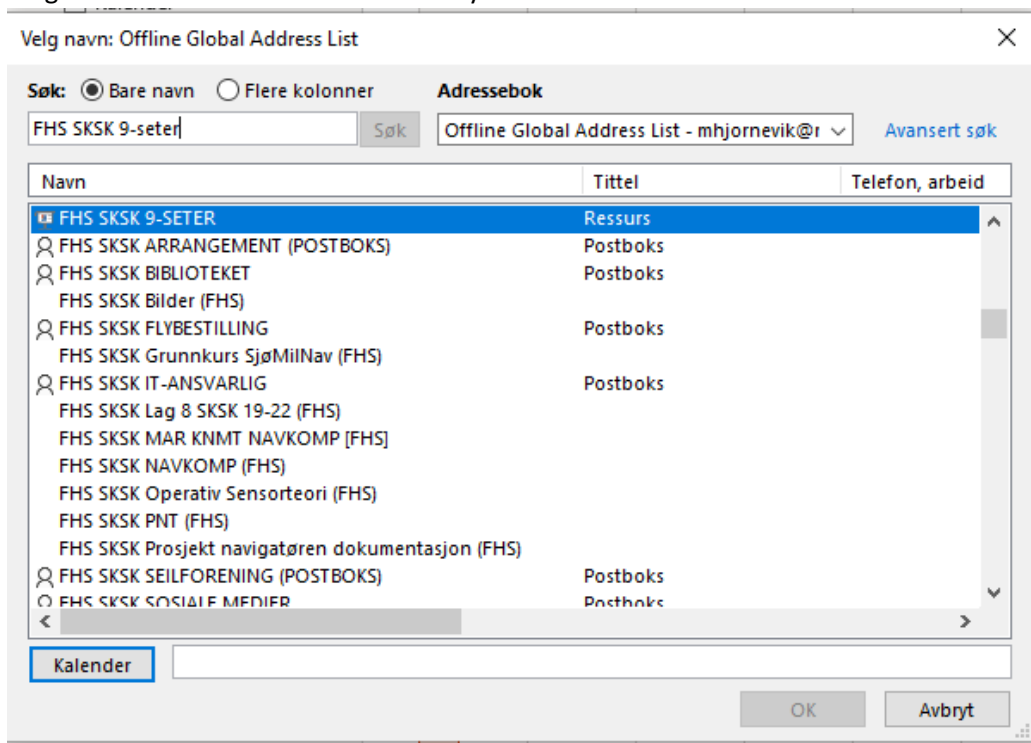 Velg navn: Offline Global Address List
Søk: Bare navn Flere kolonner Adressebok
FHS SKSK 9-seter Søk Offline Global Address List - mhjornevik@r Avansert søk
Navn Tittel Telefon, arbeid
FHS SKSK 9-SETER Ressurs
FHS SKSK ARRANGEMENT (POSTBOKS) Postboks
FHS SKSK BIBLIOTEKET Postboks
FHS SKSK Bilder (FHS)
FHS SKSK FLYBESTILLING Postboks
FHS SKSK Grunnkurs SjøMilNav (FHS)
FHS SKSK IT-ANSVARLIG Postboks
FHS SKSK Lag 8 SKSK 19-22 (FHS)
FHS SKSK MAR KNMT NAVKOMP [FHS]
FHS SKSK NAVKOMP (FHS)
FHS SKSK Operativ Sensorteori (FHS)
FHS SKSK PNT (FHS)
FHS SKSK Prosjekt navigatøren dokumentasjon (FHS)
FHS SKSK SEILFORENING (POSTBOKS) Postboks
FHS SKSK SOSIALE MEDIER Postboks
Kalender
OK Avbryt